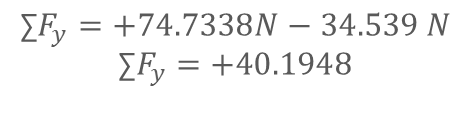 ∑F_y = +74.7338N − 34.539 N
∑F_y = +40.1948